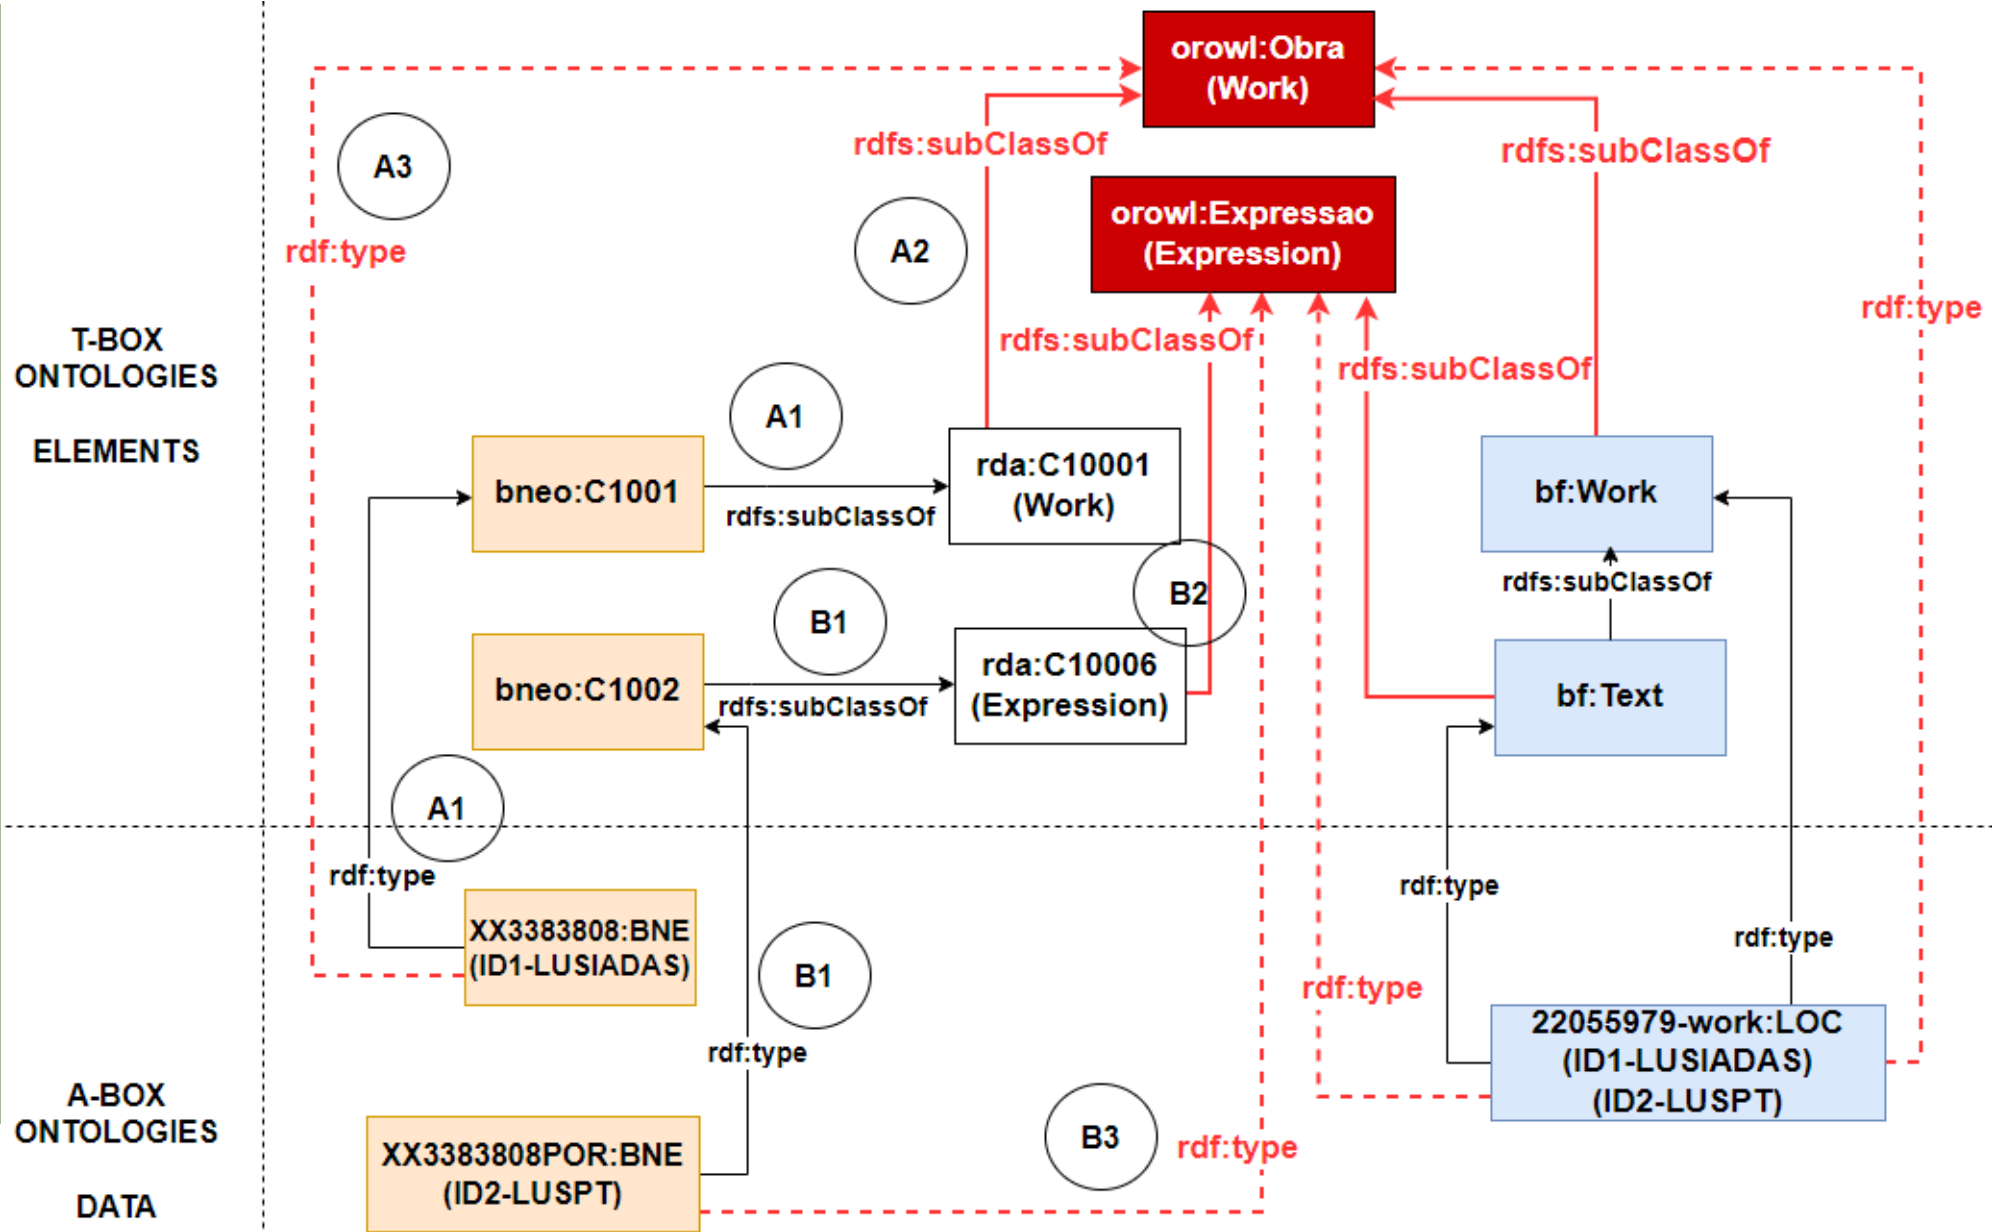 orowl:Obra
(Work)
rdfs:subClassOf
rdfs:subClassOf
A3
orowl:Expressao
(Expression)
A2
rdf:type
rdf:type
T-BOX
ONTOLOGIES
ELEMENTS
rdfs:subClassOf
rdfs:subClassOf
A1
bneo:C1001
rdfs:subClassOf
rda:C10001
(Work)
bf:Work
rdfs:subClassOf
B2
B1
bneo:C1002
rdfs:subClassOf
rda:C10006
(Expression)
bf:Text
A1
rdf:type
rdf:type
XX3383808:BNE
(ID1-LUSIADAS)
rdf:type
B1
rdf:type
rdf:type
22055979-work:LOC
(ID1-LUSIADAS)
(ID2-LUSPT)
A-BOX
ONTOLOGIES
DATA
B3
rdf:type
XX3383808POR:BNE
(ID2-LUSPT)